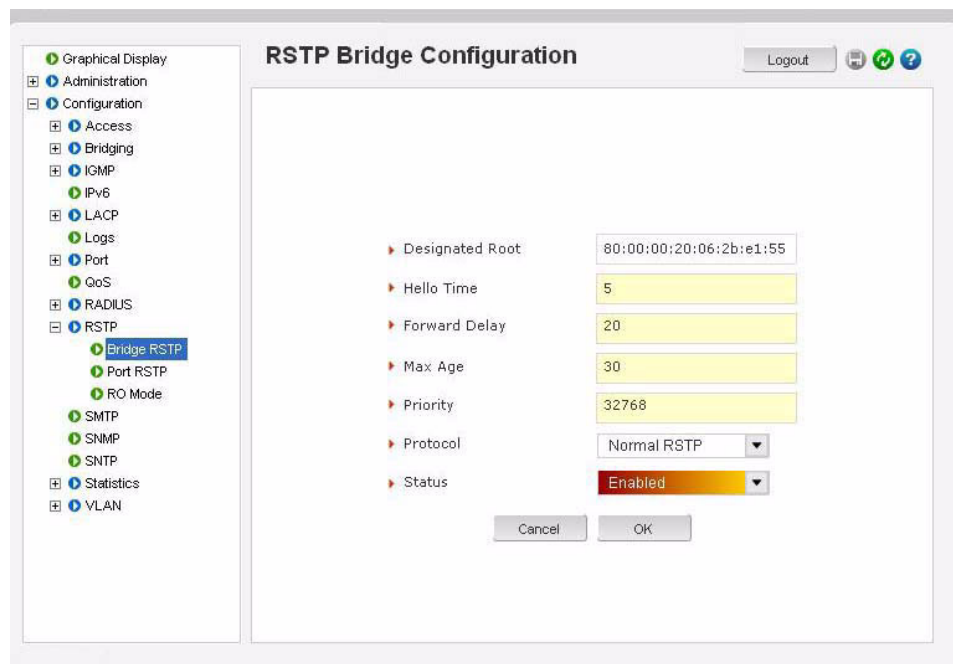 RSTP Bridge Configuration
Logout
Graphical Display
Administration
Configuration
Access
Bridging
IGMP
IPv6
LACP
Logs
Port
QoS
RADIUS
RSTP
Bridge RSTP
Port RSTP
RO Mode
SMTP
SNMP
SNTP
Statistics
VLAN
Designated Root 80:00:00:20:06:2b:e1:55
Hello Time 5
Forward Delay 20
Max Age 30
Priority 32768
Protocol Normal RSTP
Status Enabled
Cancel OK